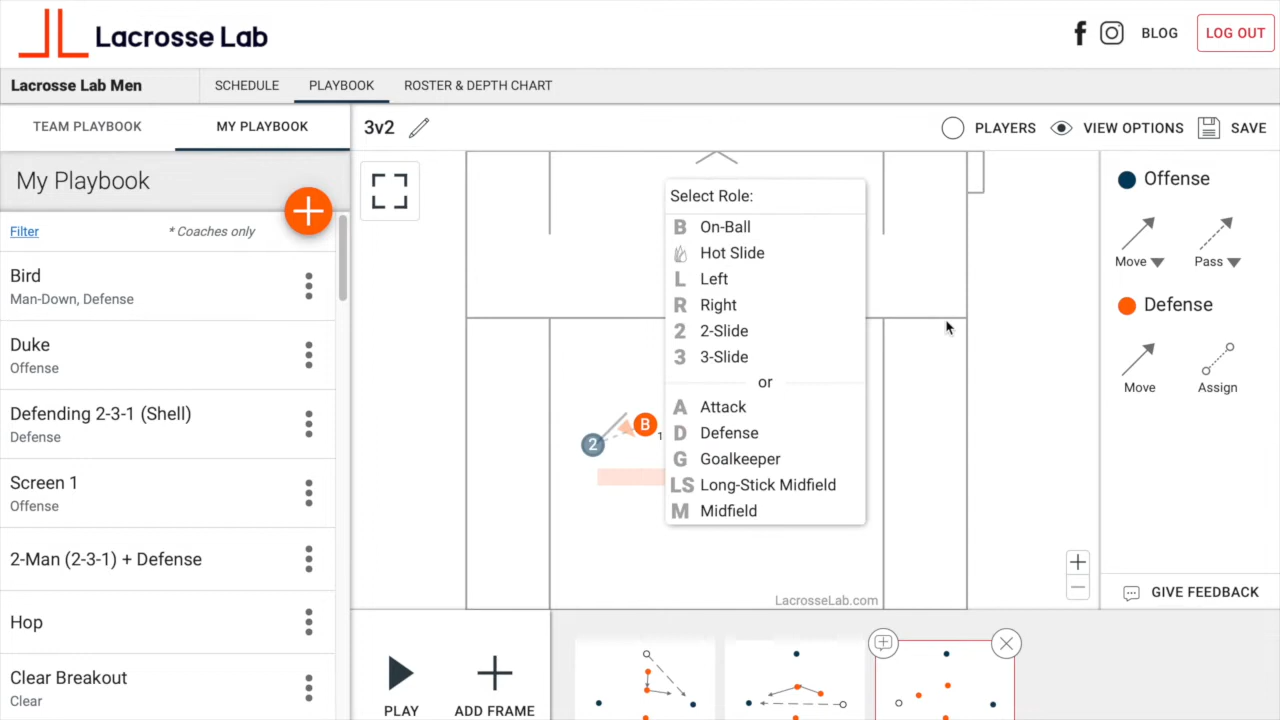 Lacrosse Lab
BLOG
LOG OUT
Lacrosse Lab Men
SCHEDULE
PLAYBOOK
ROSTER & DEPTH CHART
TEAM PLAYBOOK
MY PLAYBOOK
3v2
PLAYERS
VIEW OPTIONS
SAVE
My Playbook
Filter
* Coaches only
Bird
Man-Down, Defense
Duke
Offense
Defending 2-3-1 (Shell)
Defense
Screen 1
Offense
2-Man (2-3-1) + Defense
Hop
Clear Breakout
Clear
Select Role:
B On-Ball
Hot Slide
L Left
R Right
2 2-Slide
3 3-Slide
or
A Attack
D Defense
G Goalkeeper
LS Long-Stick Midfield
M Midfield
B
2
1
LacrosseLab.com
Offense
Move
Pass
Defense
Move
Assign
GIVE FEEDBACK
PLAY
ADD FRAME